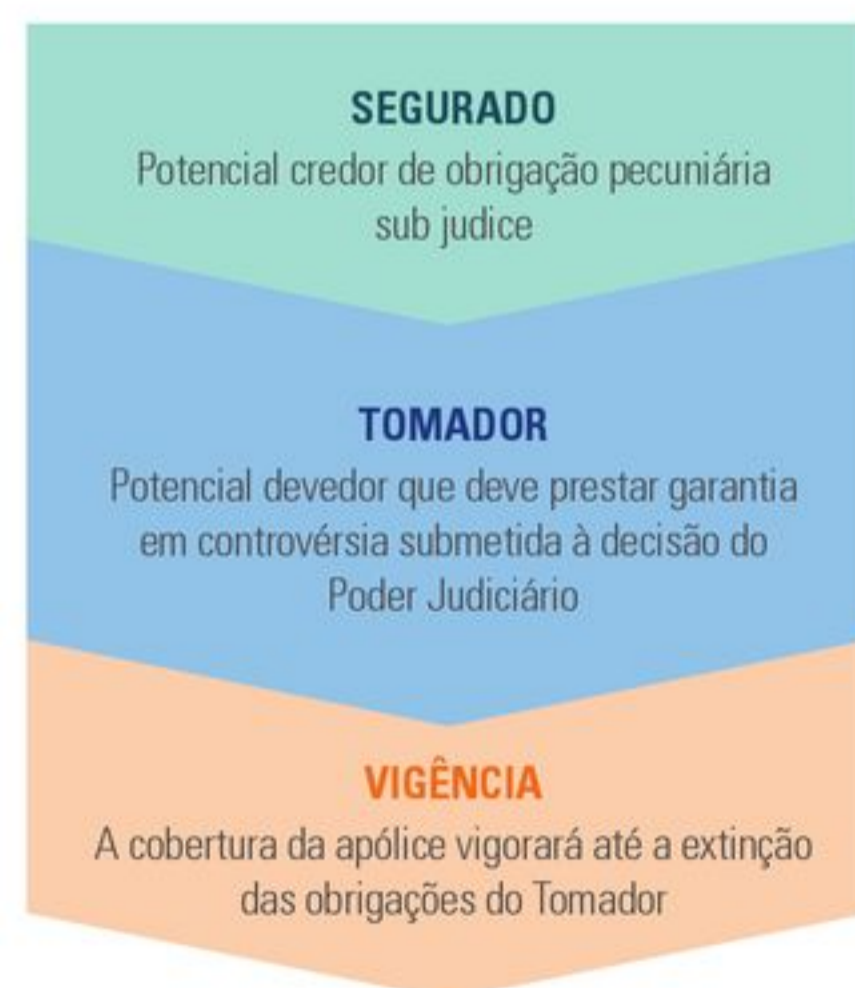 SEGURADO
Potencial credor de obrigação pecuniária
sub judice
TOMADOR
Potencial devedor que deve prestar garantia
em controvérsia submetida à decisão do
Poder Judiciário
VIGÊNCIA
A cobertura da apólice vigorará até a extinção
das obrigações do Tomador